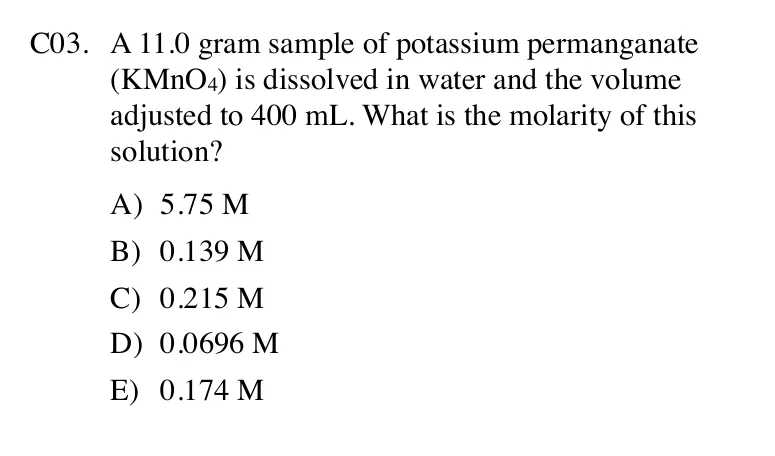 C03. A 11.0 gram sample of potassium permanganate
(KMnO4) is dissolved in water and the volume
adjusted to 400 mL. What is the molarity of this
solution?
A) 5.75 M
B) 0.139 M
C) 0.215 M
D) 0.0696 M
E) 0.174 M